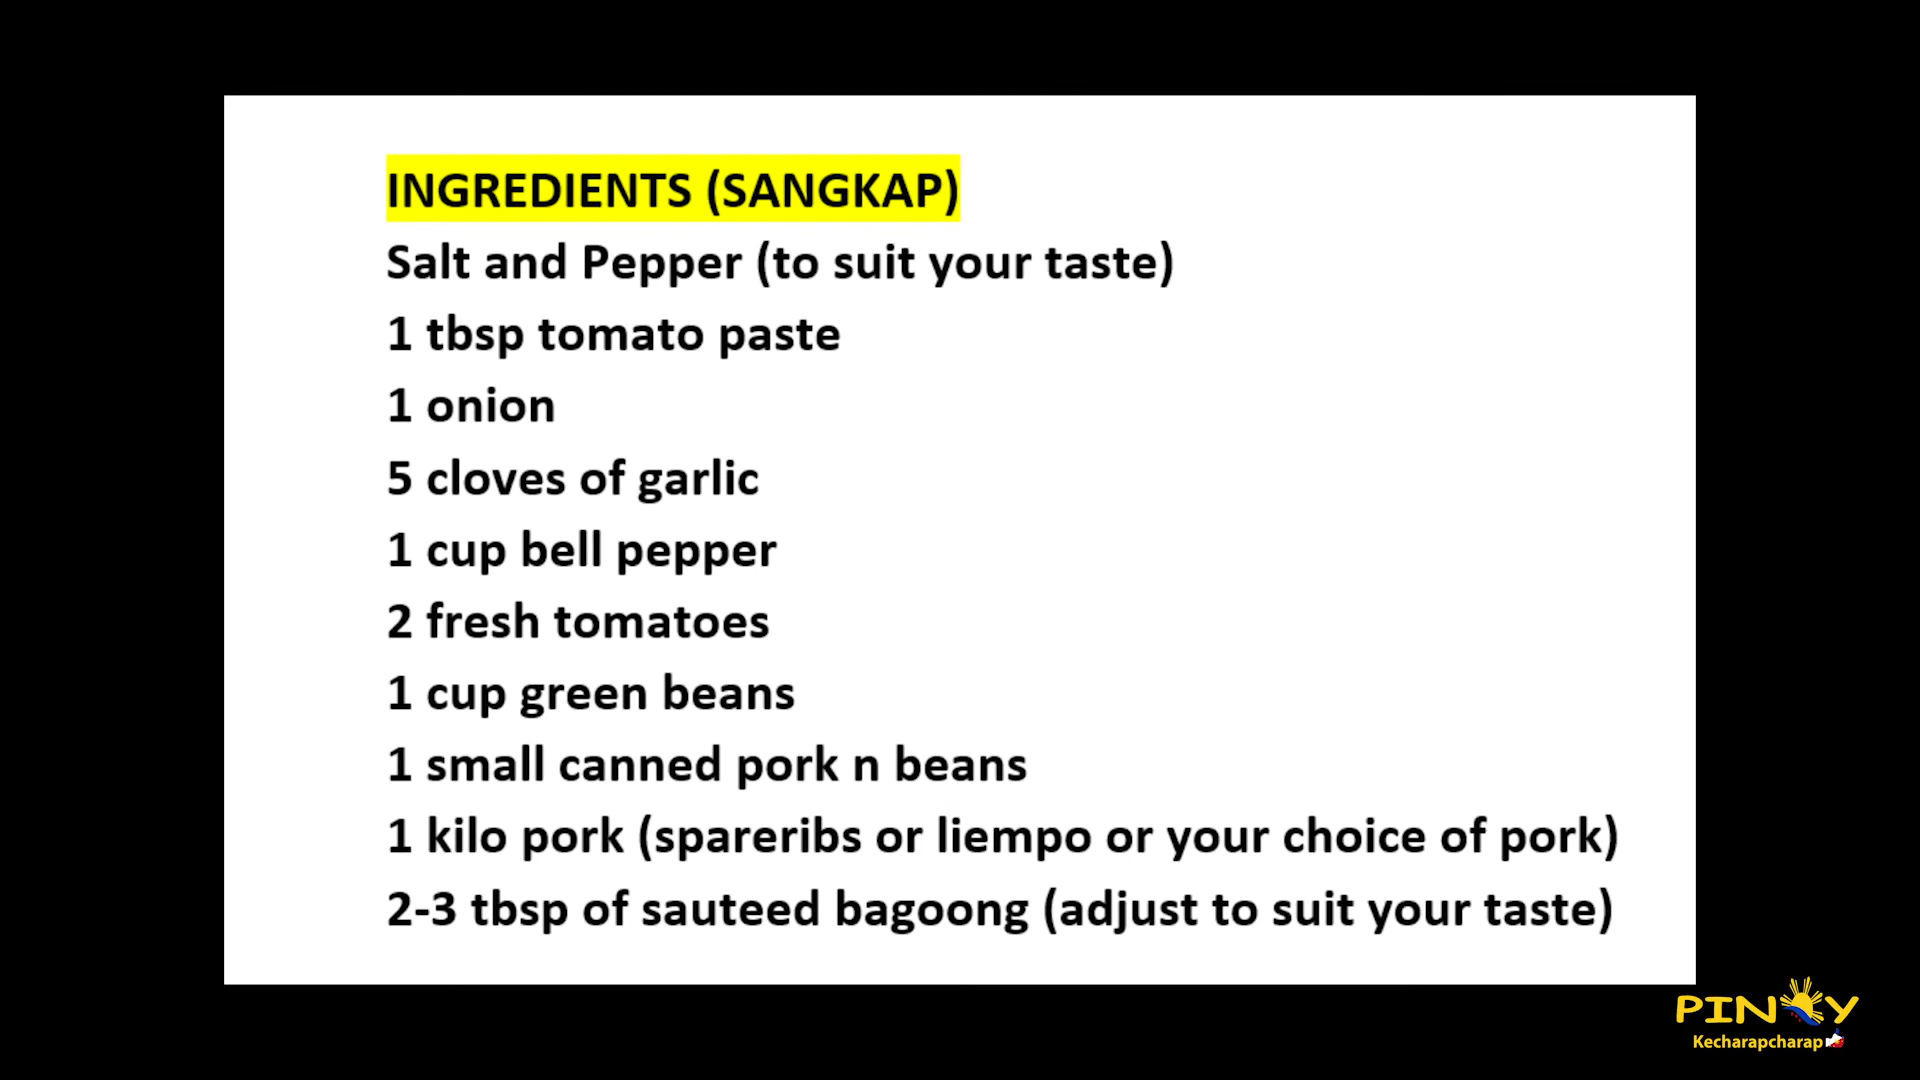 INGREDIENTS (SANGKAP)
Salt and Pepper (to suit your taste)
1 tbsp tomato paste
1 onion
5 cloves of garlic
1 cup bell pepper
2 fresh tomatoes
1 cup green beans
1 small canned pork n beans
1 kilo pork (spareribs or liempo or your choice of pork)
2-3 tbsp of sauteed bagoong (adjust to suit your taste)
PINOY
Kecharapcharap